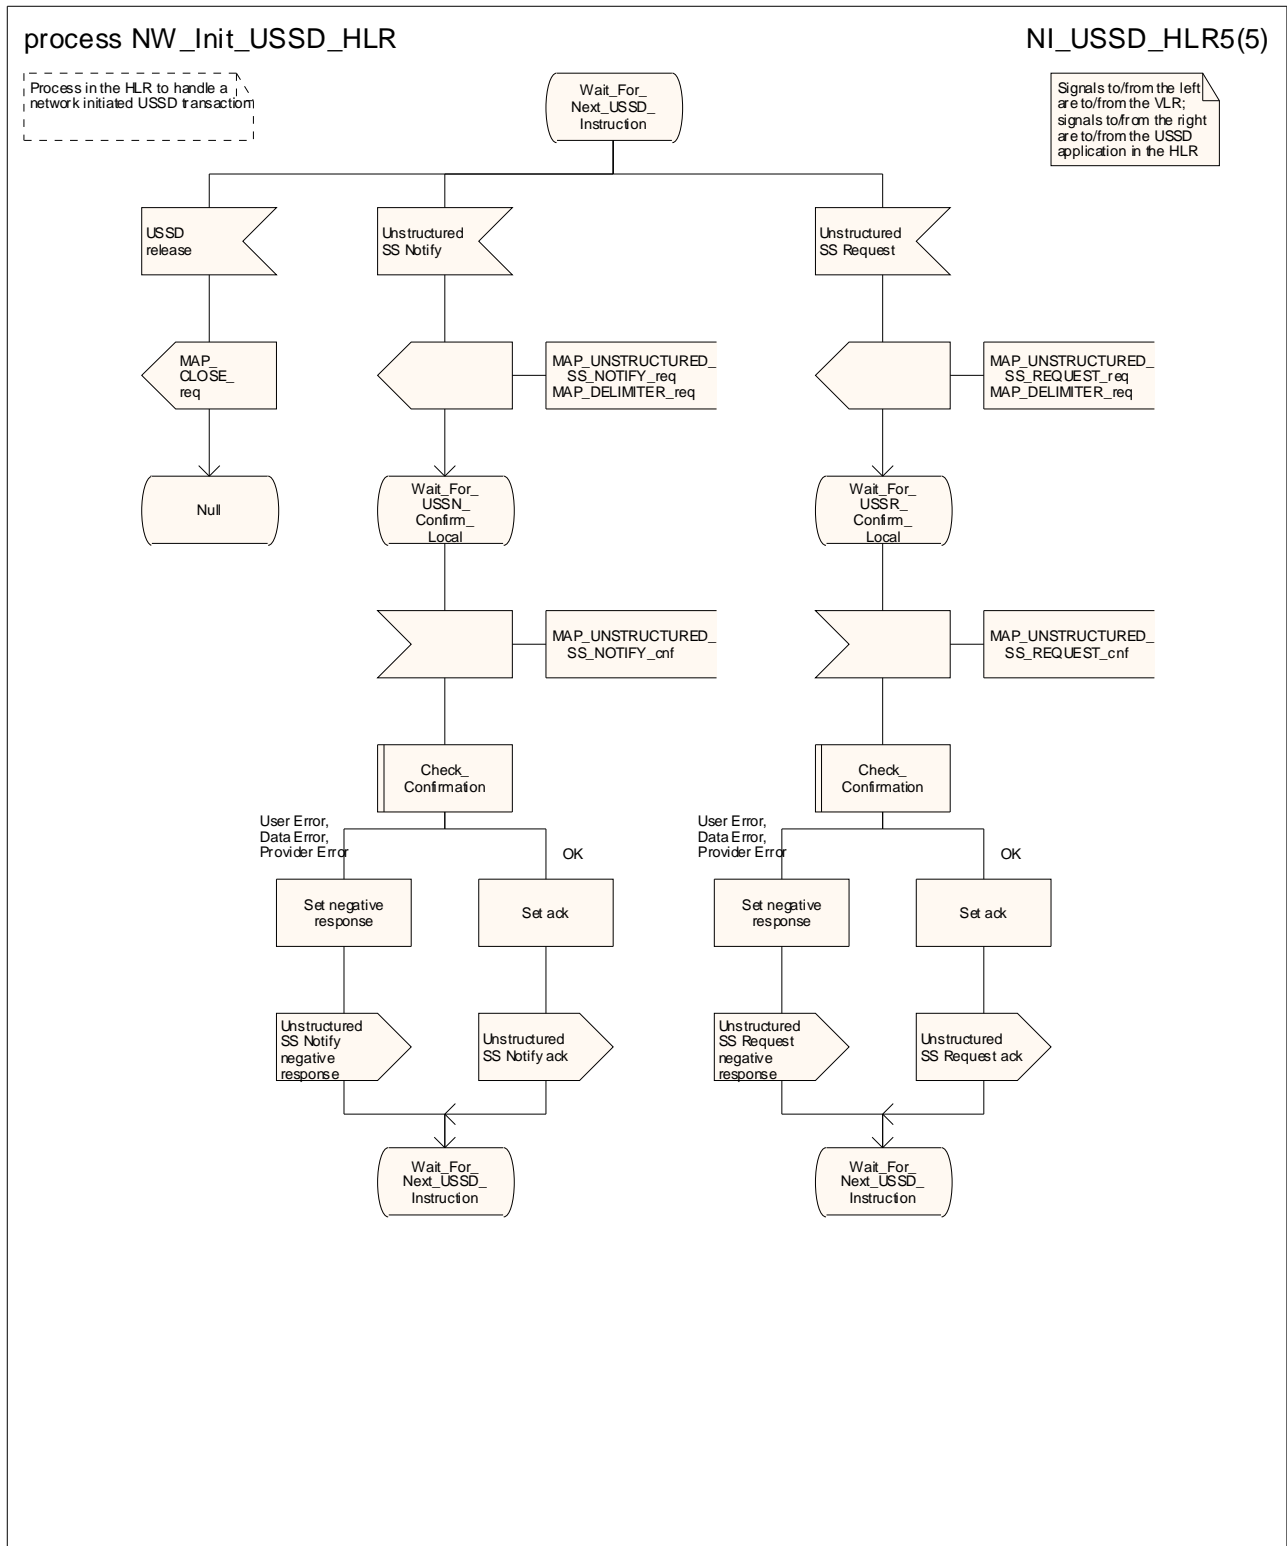 process NW_Init_USSD_HLR
NI_USSD_HLR5(5)
Process in the HLR to handle a
network initiated USSD transaction
Wait_For_
Next_USSD_
Instruction
Signals to/from the left
are to/from the VLR;
signals to/from the right
are to/from the USSD
application in the HLR
USSD
release
Unstructured
SS Notify
Unstructured
SS Request
MAP_
CLOSE_
req
MAP_UNSTRUCTURED_
SS_NOTIFY_req
MAP_DELIMITER_req
MAP_UNSTRUCTURED_
SS_REQUEST_req
MAP_DELIMITER_req
Null
Wait_For_
USSN_
Confirm_
Local
Wait_For_
USSR_
Confirm_
Local
MAP_UNSTRUCTURED_
SS_NOTIFY_cnf
MAP_UNSTRUCTURED_
SS_REQUEST_cnf
Check_
Confirmation
Check_
Confirmation
User Error,
Data Error,
Provider Error
OK
User Error,
Data Error,
Provider Error
OK
Set negative
response
Set ack
Set negative
response
Set ack
Unstructured
SS Notify
negative
response
Unstructured
SS Notify ack
Unstructured
SS Request
negative
response
Unstructured
SS Request ack
Wait_For_
Next_USSD_
Instruction
Wait_For_
Next_USSD_
Instruction